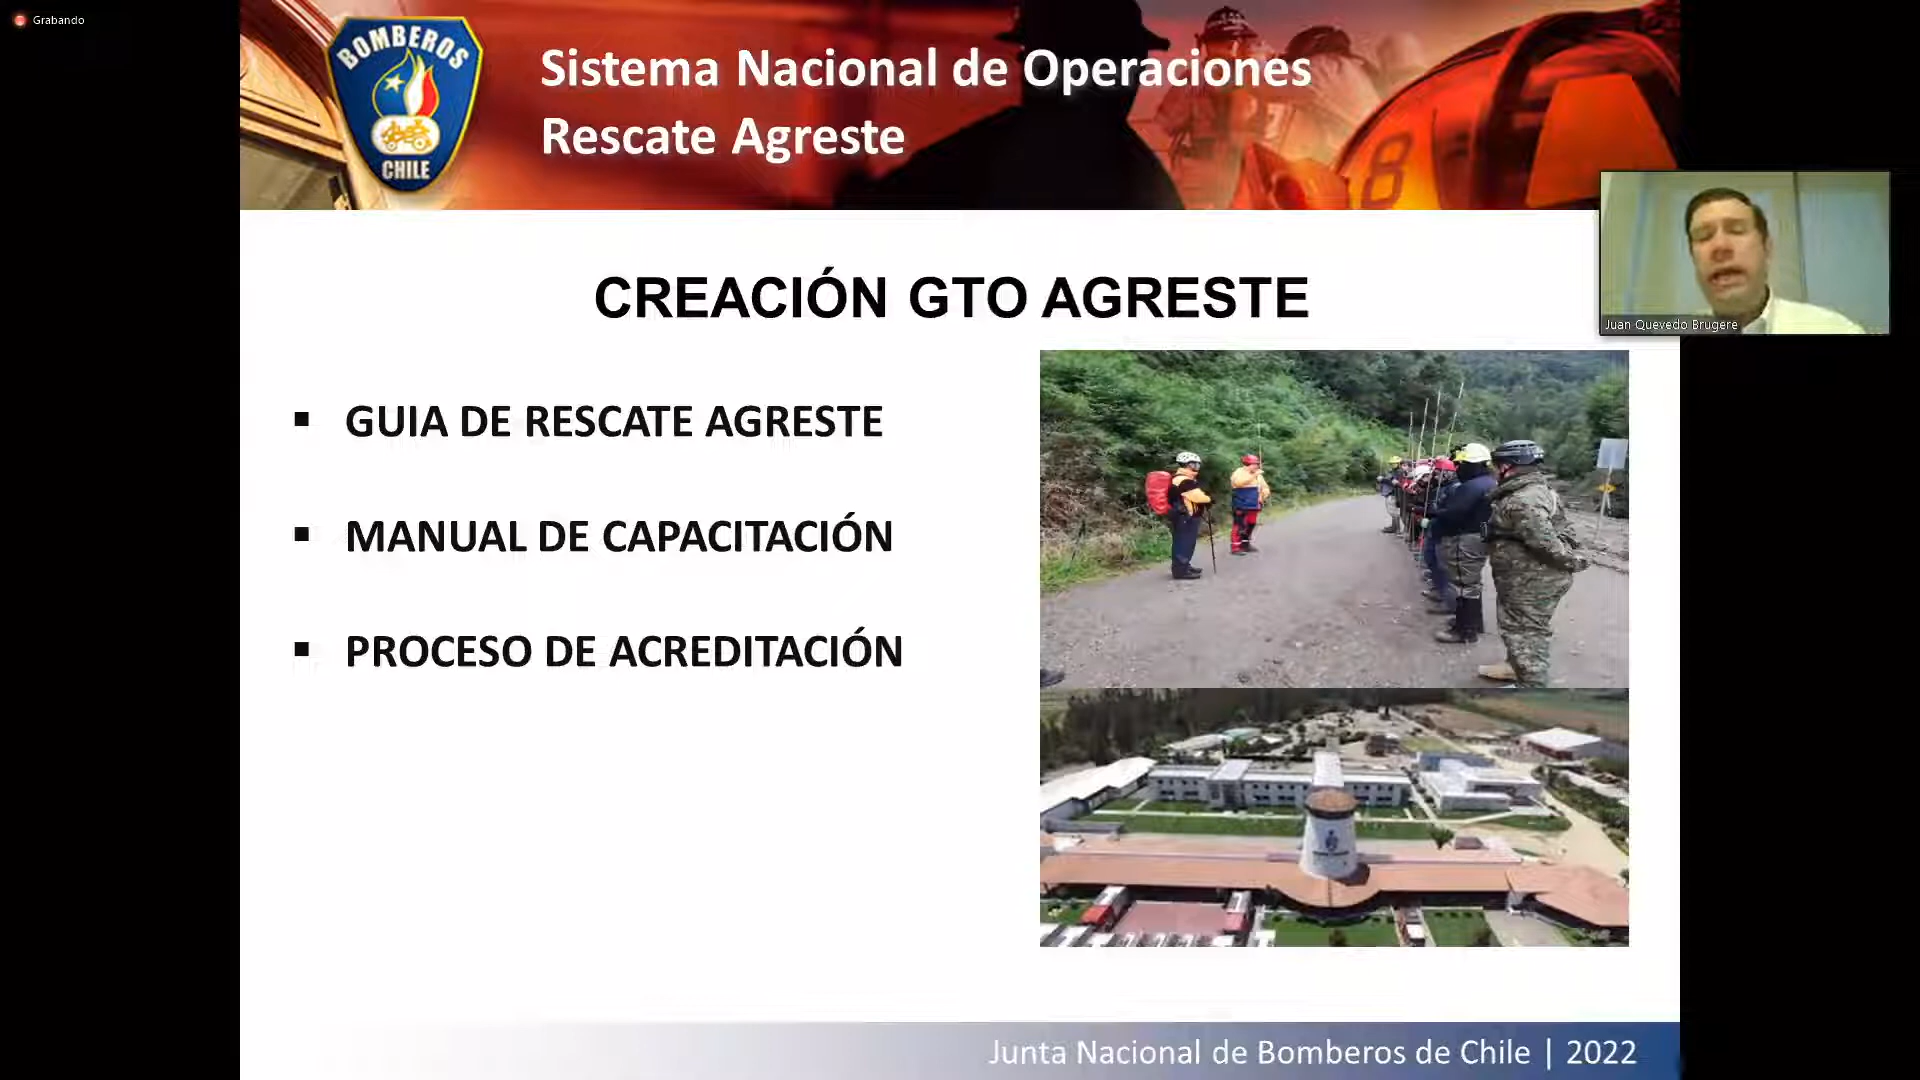 Grabando
BOMBEROS
CHILE
Sistema Nacional de Operaciones
Rescate Agreste
8
Juan Quevedo Brugere
CREACIÓN GTO AGRESTE
▪ GUIA DE RESCATE AGRESTE
▪ MANUAL DE CAPACITACIÓN
▪ PROCESO DE ACREDITACIÓN
Junta Nacional de Bomberos de Chile | 2022